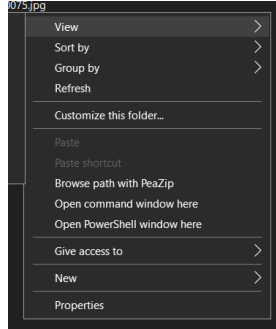 0075.jpg
View
Sort by
Group by
Refresh
Customize this folder...
Paste
Paste shortcut
Browse path with PeaZip
Open command window here
Open PowerShell window here
Give access to
New
Properties